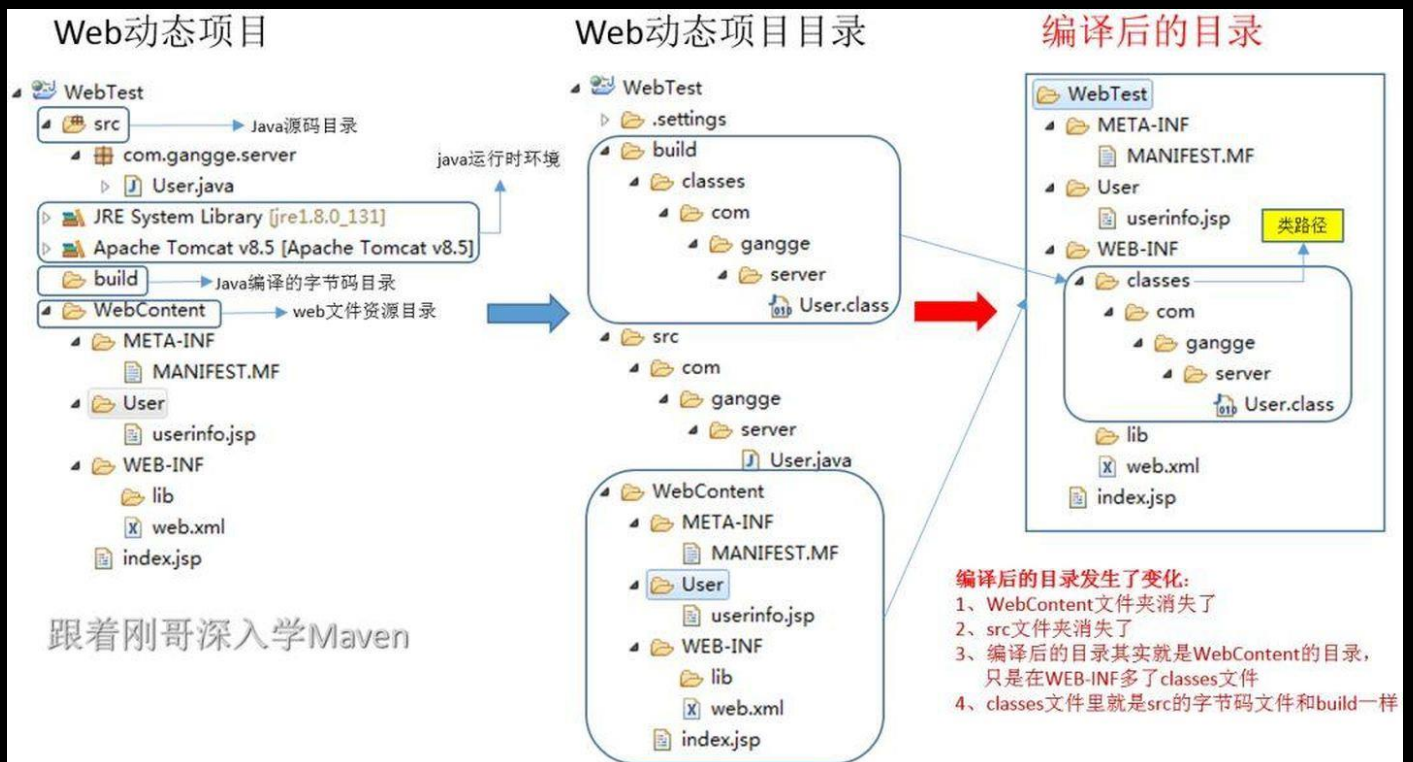 Web动态项目
WebTest
src
Java源码目录
com.gangge.server
java运行时环境
User.java
JRE System Library [jre1.8.0_131]
Apache Tomcat v8.5 [Apache Tomcat v8.5]
build
Java编译的字节码目录
WebContent
web文件资源目录
META-INF
MANIFEST.MF
User
userinfo.jsp
WEB-INF
lib
web.xml
index.jsp
跟着刚哥深入学Maven
Web动态项目目录
WebTest
.settings
build
classes
com
gangge
server
User.class
src
com
gangge
server
User.java
WebContent
META-INF
MANIFEST.MF
User
userinfo.jsp
WEB-INF
lib
web.xml
index.jsp
编译后的目录
WebTest
META-INF
MANIFEST.MF
User
userinfo.jsp
类路径
WEB-INF
classes
com
gangge
server
User.class
lib
web.xml
index.jsp
编译后的目录发生了变化:
1、WebContent文件夹消失了
2、src文件夹消失了
3、编译后的目录其实就是WebContent的目录，
只是在WEB-INF多了classes文件
4、classes文件里就是src的字节码文件和build一样